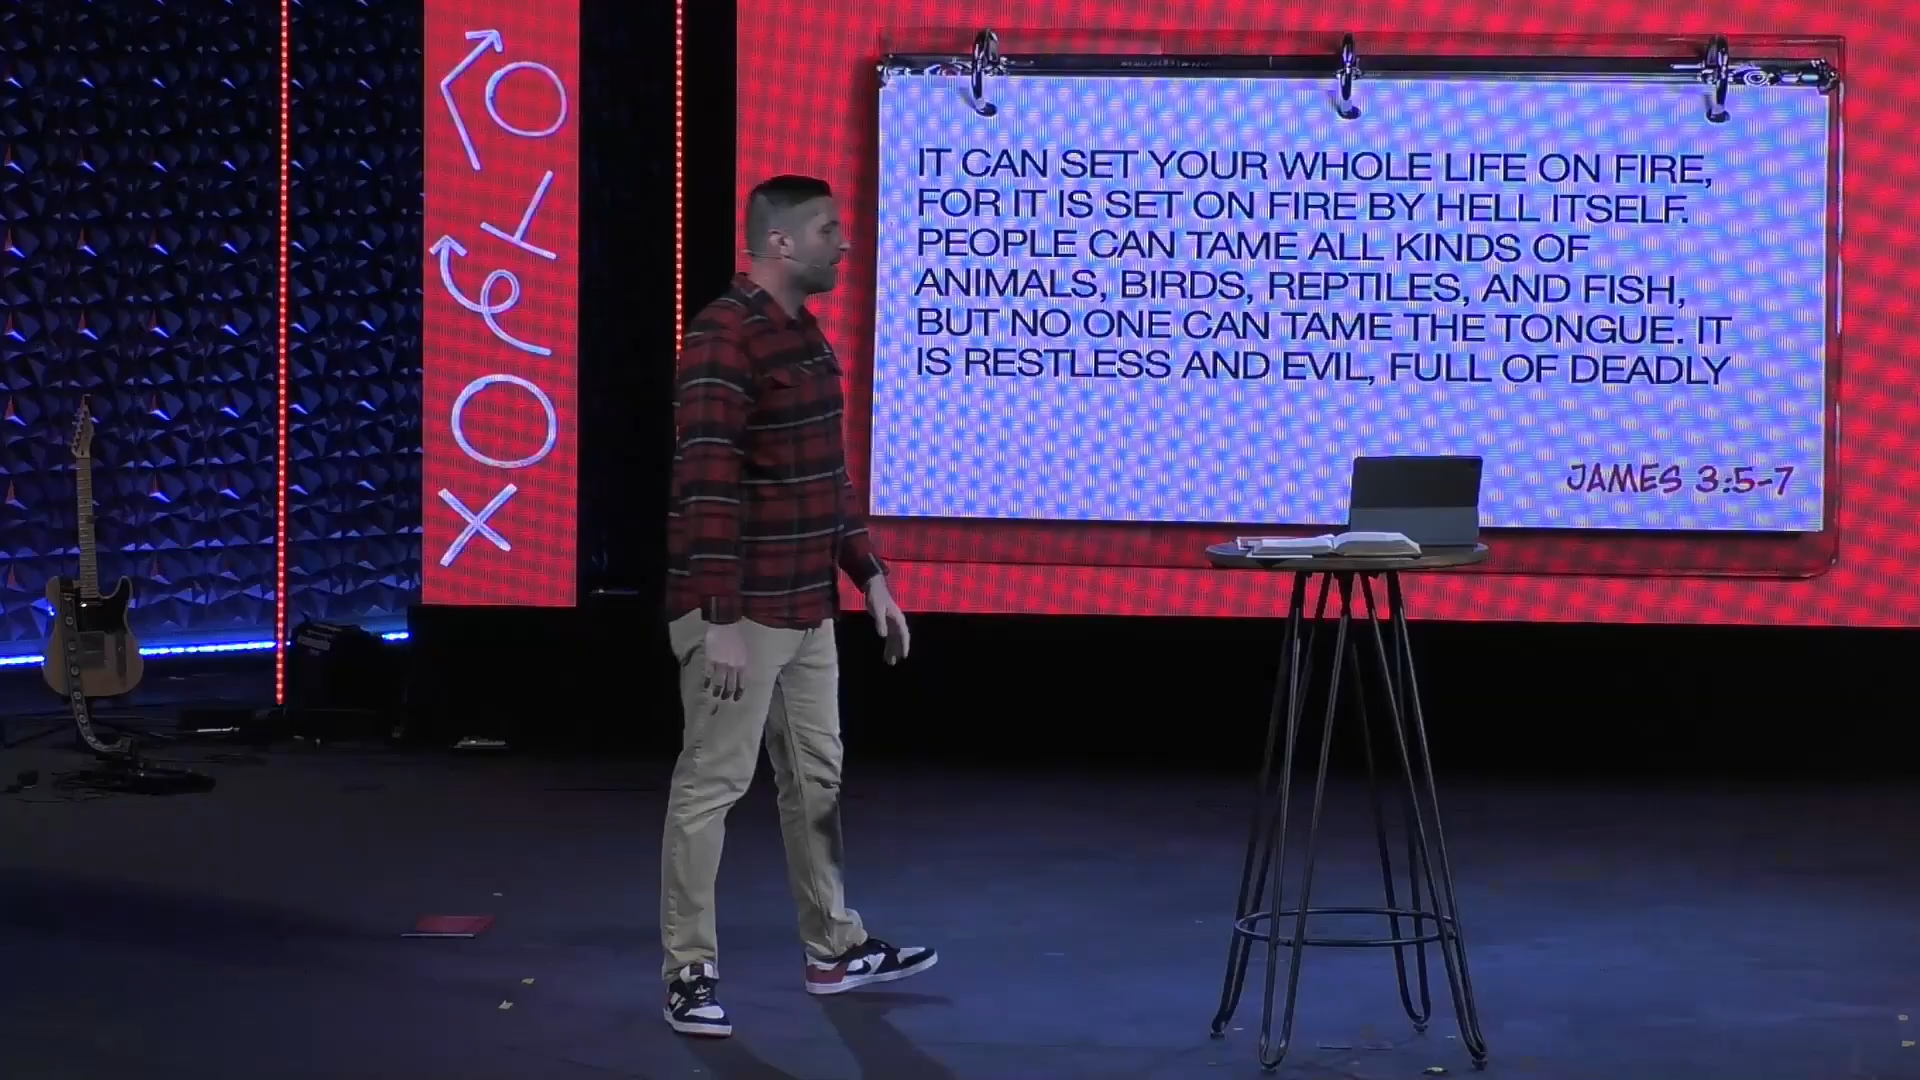 IT CAN SET YOUR WHOLE LIFE ON FIRE,
FOR IT IS SET ON FIRE BY HELL ITSELF.
PEOPLE CAN TAME ALL KINDS OF
ANIMALS, BIRDS, REPTILES, AND FISH,
BUT NO ONE CAN TAME THE TONGUE. IT
IS RESTLESS AND EVIL, FULL OF DEADLY
JAMES 3:5-7